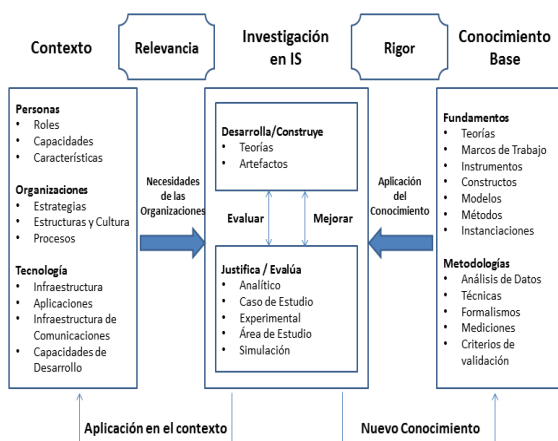 Contexto
Relevancia
Investigación
en IS
Rigor
Conocimiento
Base
Personas
• Roles
• Capacidades
• Características
Organizaciones
• Estrategias
• Estructuras y Cultura
• Procesos
Tecnología
• Infraestructura
• Aplicaciones
• Infraestructura de
Comunicaciones
• Capacidades de
Desarrollo
Necesidades
de las
Organizaciones
Desarrolla/Construye
• Teorías
• Artefactos
Evaluar
Mejorar
Justifica / Evalúa
• Analítico
• Caso de Estudio
• Experimental
• Área de Estudio
• Simulación
Aplicación
del
Conocimiento
Fundamentos
• Teorías
• Marcos de Trabajo
• Instrumentos
• Constructos
• Modelos
• Métodos
• Instanciaciones
Metodologías
• Análisis de Datos
• Técnicas
• Formalismos
• Mediciones
• Criterios de
validación
Aplicación en el contexto
Nuevo Conocimiento